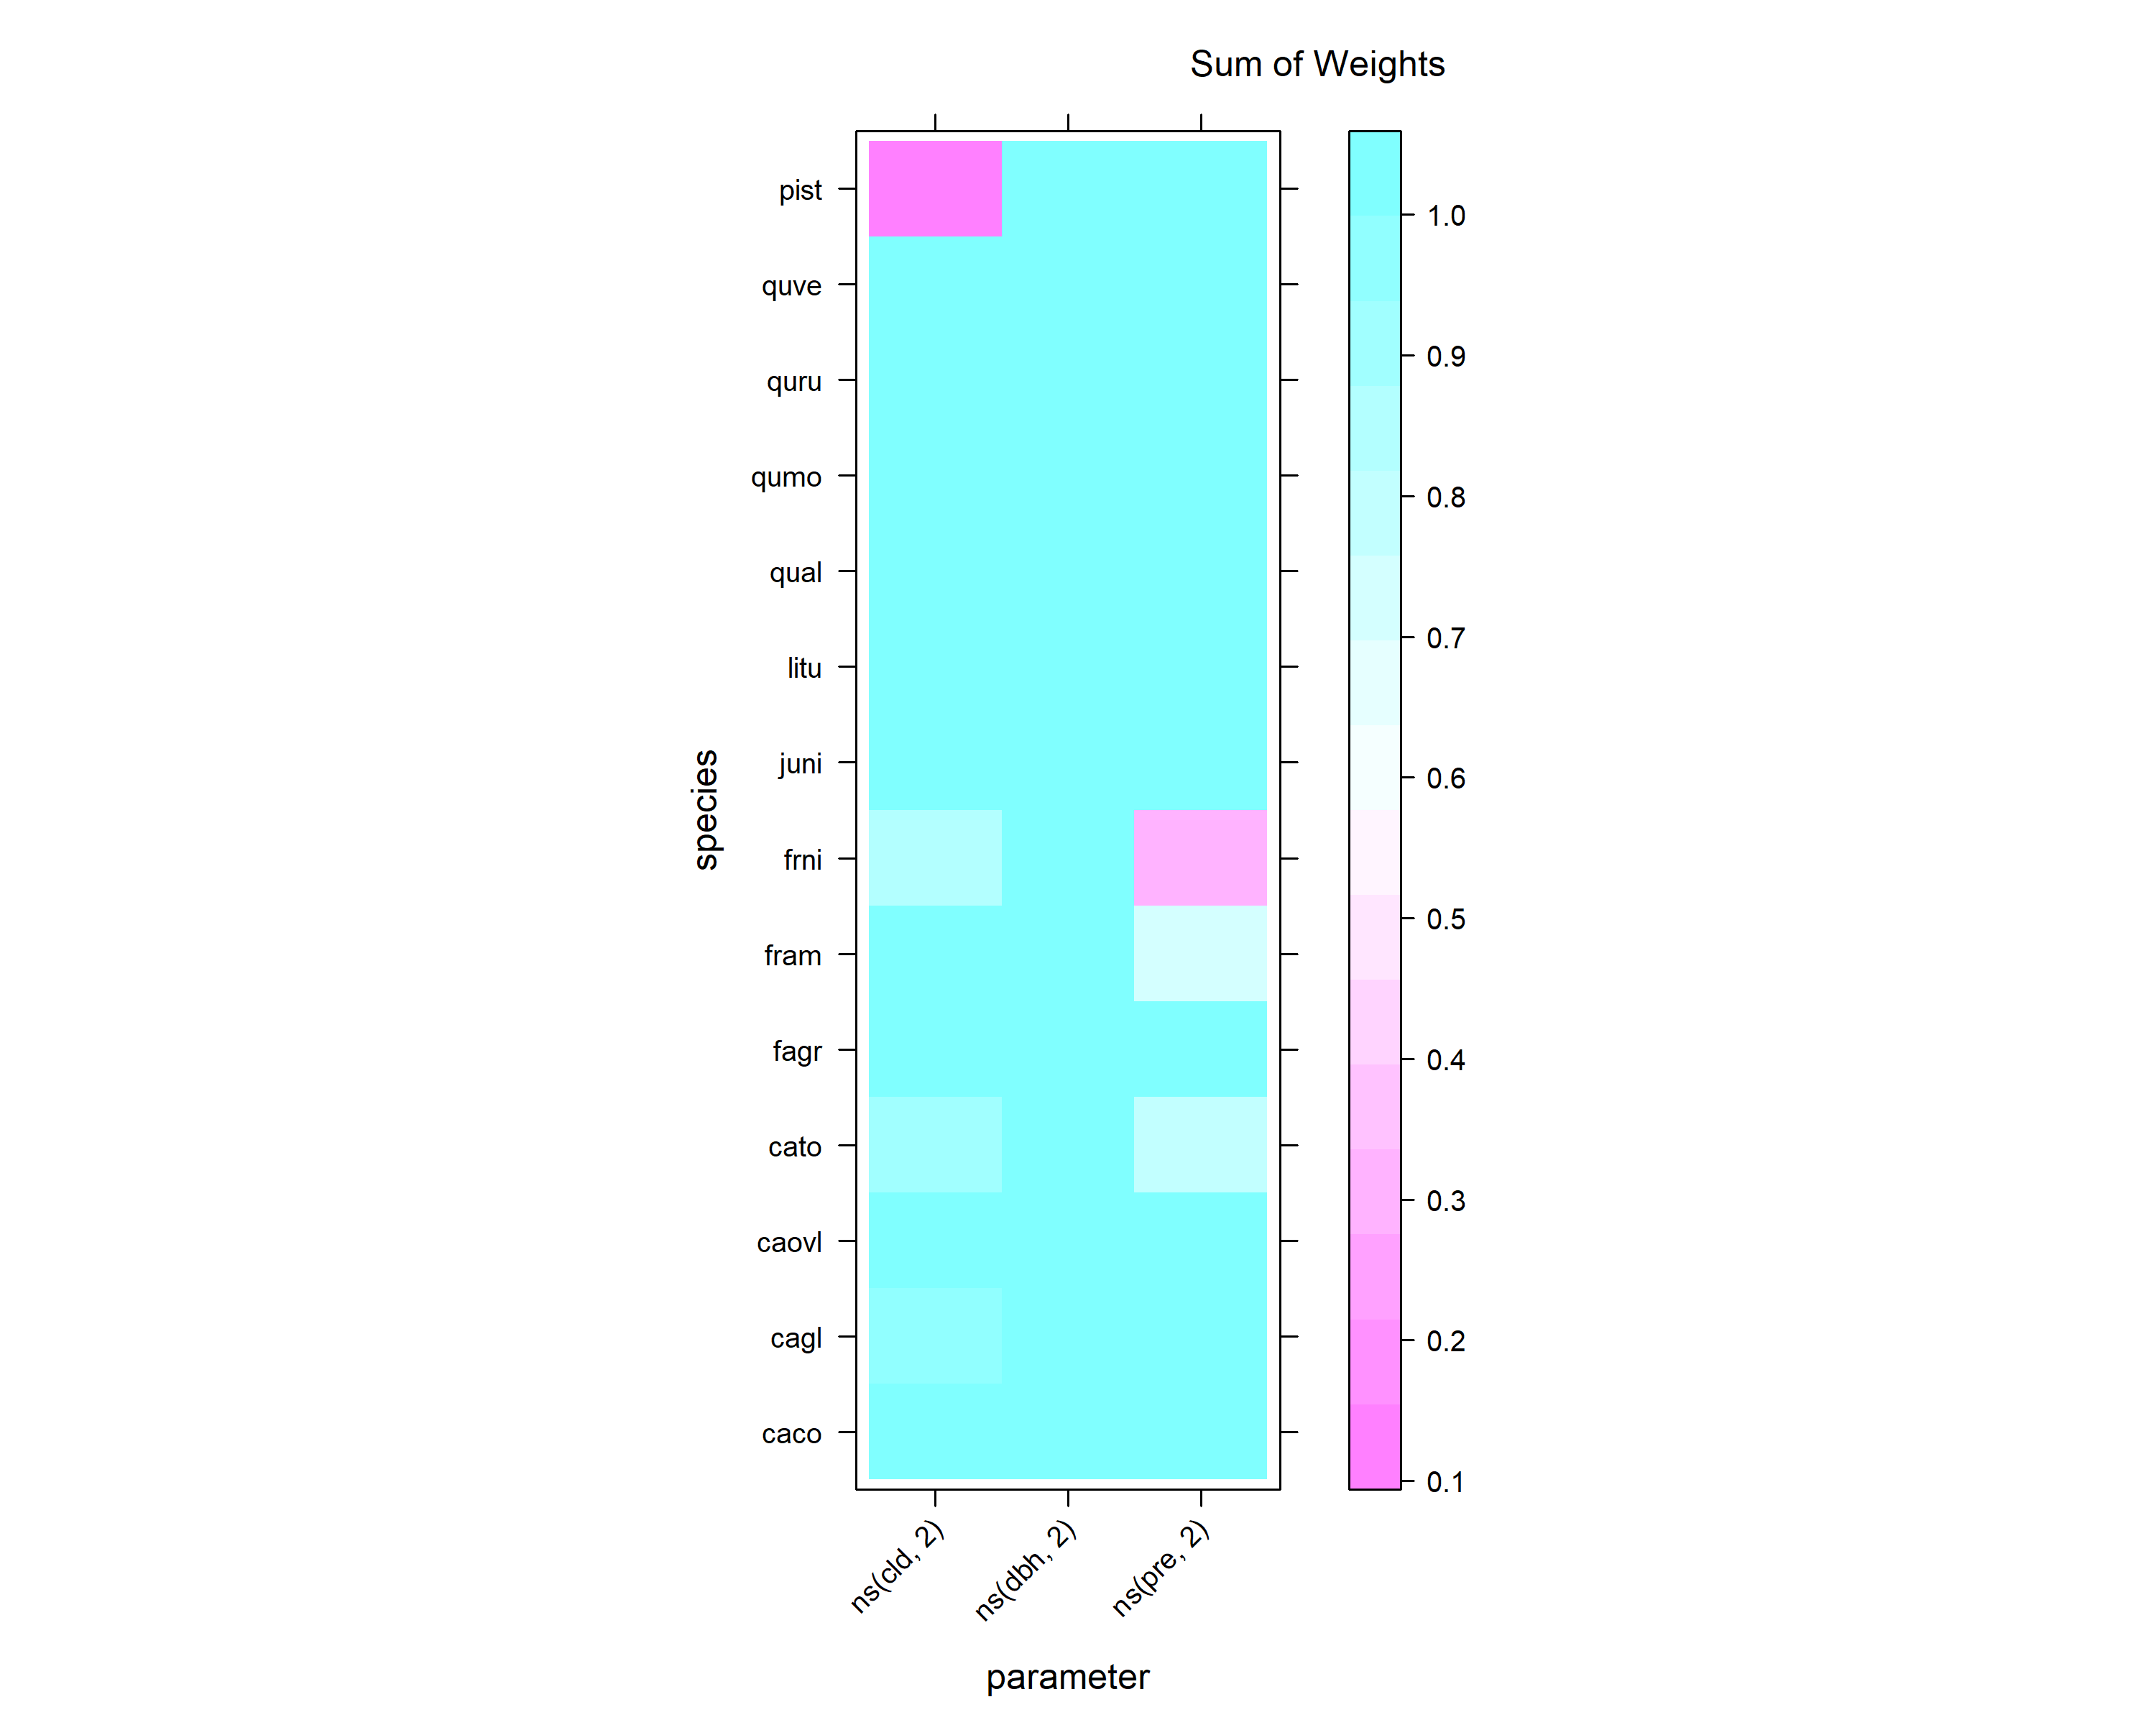 Sum of Weights
pist
quve
quru
qumo
qual
litu
juni
frni
fram
fagr
cato
caovl
cagl
caco
species
1.0
0.9
0.8
0.7
0.6
0.5
0.4
0.3
0.2
0.1
ns(cld, 2)
ns(dbh, 2)
ns(pre, 2)
parameter